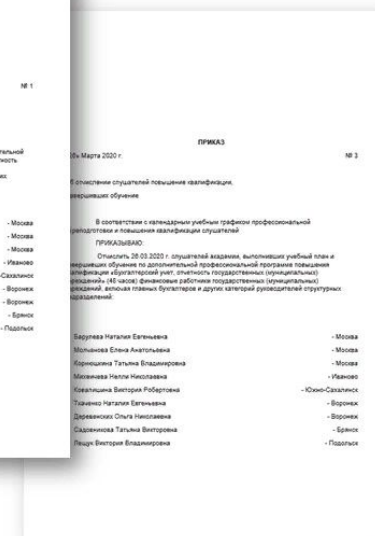 № 1
тельной
ность
их
- Москва
- Москва
- Москва
- Иваново
-Сахалинск
- Воронеж
- Воронеж
- Брянск
- Подольск
ПРИКАЗ
Марта 2020 г. № 3
отчислении слушателей повышение квалификации,
завершивших обучение
В соответствии с календарным учебным графиком профессиональной
переподготовки и повышения квалификации слушателей
ПРИКАЗЫВАЮ:
Отчислить 26.03.2020 г. слушателей академии, выполнивших учебный план и
завершивших обучение по дополнительной профессиональной программе повышения
квалификации «Бухгалтерский учет, отчетность государственных (муниципальных)
учреждений» (40 часов) финансовые работники государственных (муниципальных)
учреждений, включая главных бухгалтеров и других категорий руководителей структурных
подразделений:
Барулева Наталия Евгеньевна - Москва
Молчанова Елена Анатольевна - Москва
Корнюшкина Татьяна Владимировна - Москва
Нелли Николаевна - Иваново
Ковалишина Виктория Робертовна - Южно-Сахалинск
Ткаченко Наталия Евгеньевна - Воронеж
Деревенских Ольга Николаевна - Воронеж
Садовникова Татьяна Викторовна - Брянск
Лещук Виктория Владимировна - Подольск